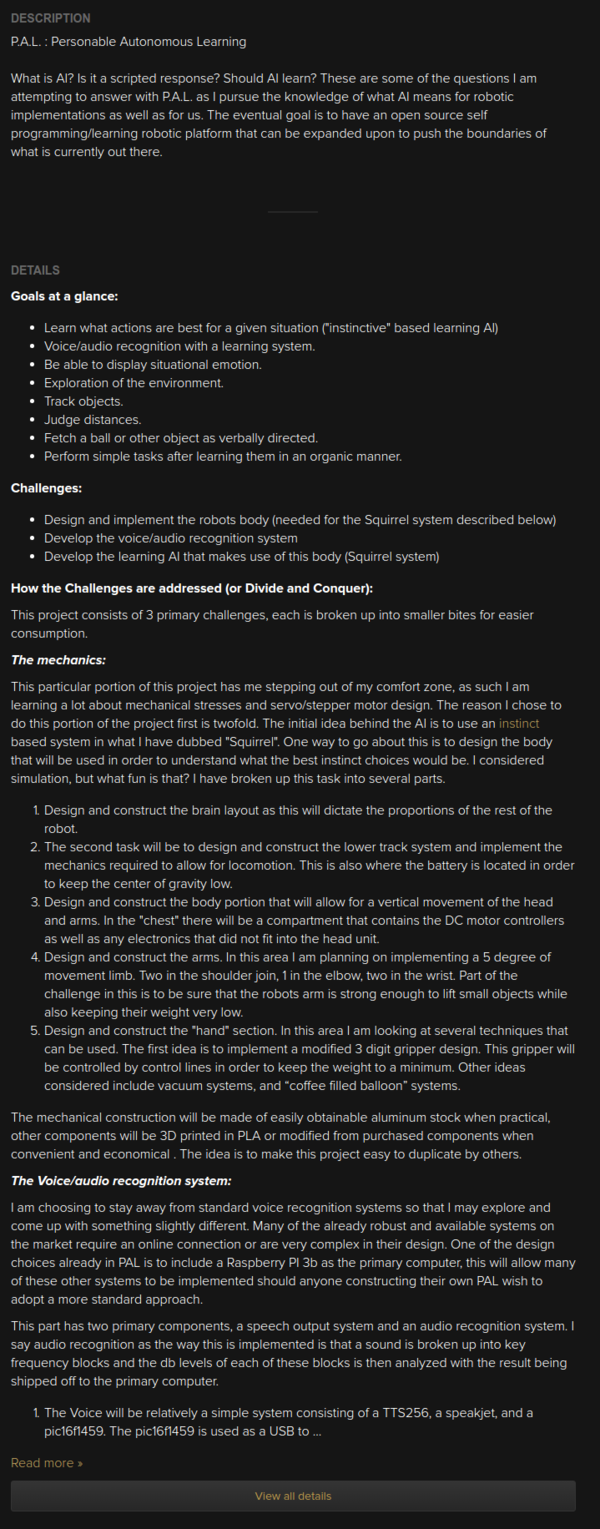 DESCRIPTION
P.A.L. : Personable Autonomous Learning
What is AI? Is it a scripted response? Should AI learn? These are some of the questions I am
attempting to answer with P.A.L. as I pursue the knowledge of what AI means for robotic
implementations as well as for us. The eventual goal is to have an open source self
programming/learning robotic platform that can be expanded upon to push the boundaries of
what is currently out there.
DETAILS
Goals at a glance:
• Learn what actions are best for a given situation ("instinctive" based learning AI)
• Voice/audio recognition with a learning system.
• Be able to display situational emotion.
• Exploration of the environment.
• Track objects.
• Judge distances.
• Fetch a ball or other object as verbally directed.
• Perform simple tasks after learning them in an organic manner.
Challenges:
• Design and implement the robots body (needed for the Squirrel system described below)
• Develop the voice/audio recognition system
• Develop the learning AI that makes use of this body (Squirrel system)
How the Challenges are addressed (or Divide and Conquer):
This project consists of 3 primary challenges, each is broken up into smaller bites for easier
consumption.
The mechanics:
This particular portion of this project has me stepping out of my comfort zone, as such I am
learning a lot about mechanical stresses and servo/stepper motor design. The reason I chose to
do this portion of the project first is twofold. The initial idea behind the AI is to use an instinct
based system in what I have dubbed "Squirrel". One way to go about this is to design the body
that will be used in order to understand what the best instinct choices would be. I considered
simulation, but what fun is that? I have broken up this task into several parts.
1. Design and construct the brain layout as this will dictate the proportions of the rest of the
robot.
2. The second task will be to design and construct the lower track system and implement the
mechanics required to allow for locomotion. This is also where the battery is located in order
to keep the center of gravity low.
3. Design and construct the body portion that will allow for a vertical movement of the head
and arms. In the "chest" there will be a compartment that contains the DC motor controllers
as well as any electronics that did not fit into the head unit.
4. Design and construct the arms. In this area I am planning on implementing a 5 degree of
movement limb. Two in the shoulder join, 1 in the elbow, two in the wrist. Part of the
challenge in this is to be sure that the robots arm is strong enough to lift small objects while
also keeping their weight very low.
5. Design and construct the "hand" section. In this area I am looking at several techniques that
can be used. The first idea is to implement a modified 3 digit gripper design. This gripper will
be controlled by control lines in order to keep the weight to a minimum. Other ideas
considered include vacuum systems, and “coffee filled balloon” systems.
The mechanical construction will be made of easily obtainable aluminum stock when practical,
other components will be 3D printed in PLA or modified from purchased components when
convenient and economical . The idea is to make this project easy to duplicate by others.
The Voice/audio recognition system:
I am choosing to stay away from standard voice recognition systems so that I may explore and
come up with something slightly different. Many of the already robust and available systems on
the market require an online connection or are very complex in their design. One of the design
choices already in PAL is to include a Raspberry PI 3b as the primary computer, this will allow many
of these other systems to be implemented should anyone constructing their own PAL wish to
adopt a more standard approach.
This part has two primary components, a speech output system and an audio recognition system. I
say audio recognition as the way this is implemented is that a sound is broken up into key
frequency blocks and the db levels of each of these blocks is then analyzed with the result being
shipped off to the primary computer.
1. The Voice will be relatively a simple system consisting of a TTS256, a speakjet, and a
pic16f1459. The pic16f1459 is used as a USB to ...
Read more »
View all details